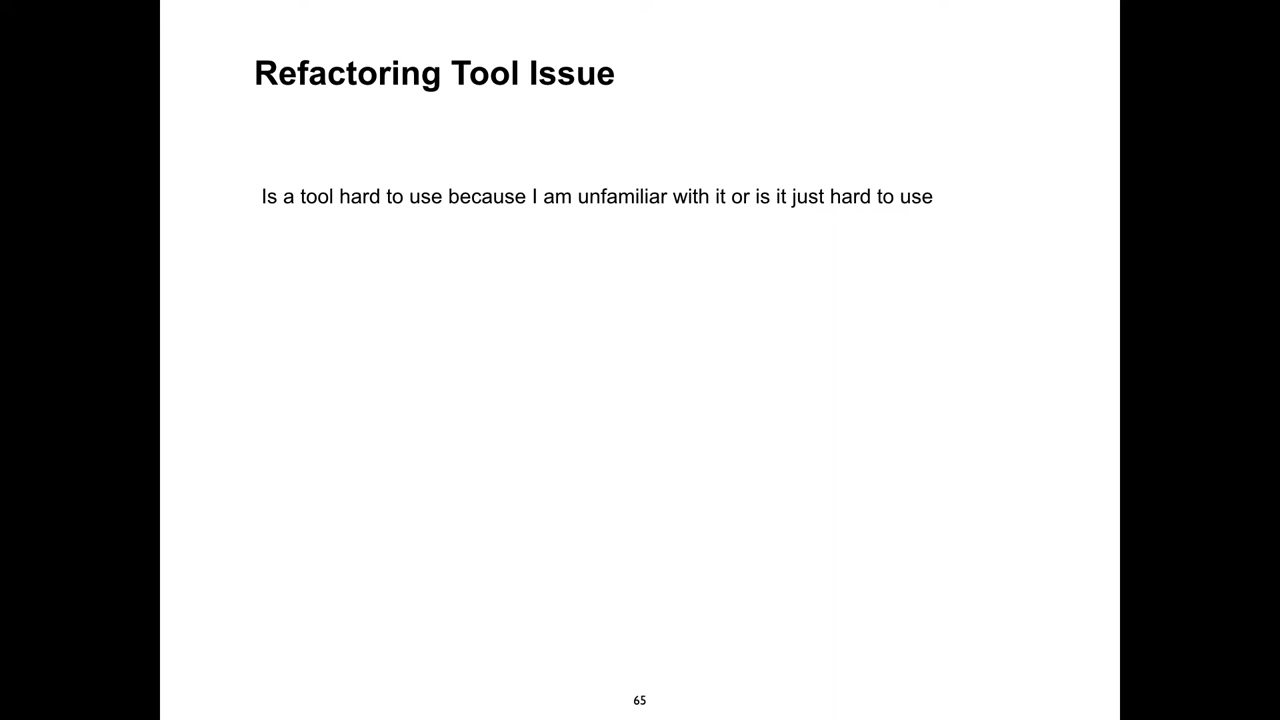 Refactoring Tool Issue
Is a tool hard to use because I am unfamiliar with it or is it just hard to use
65